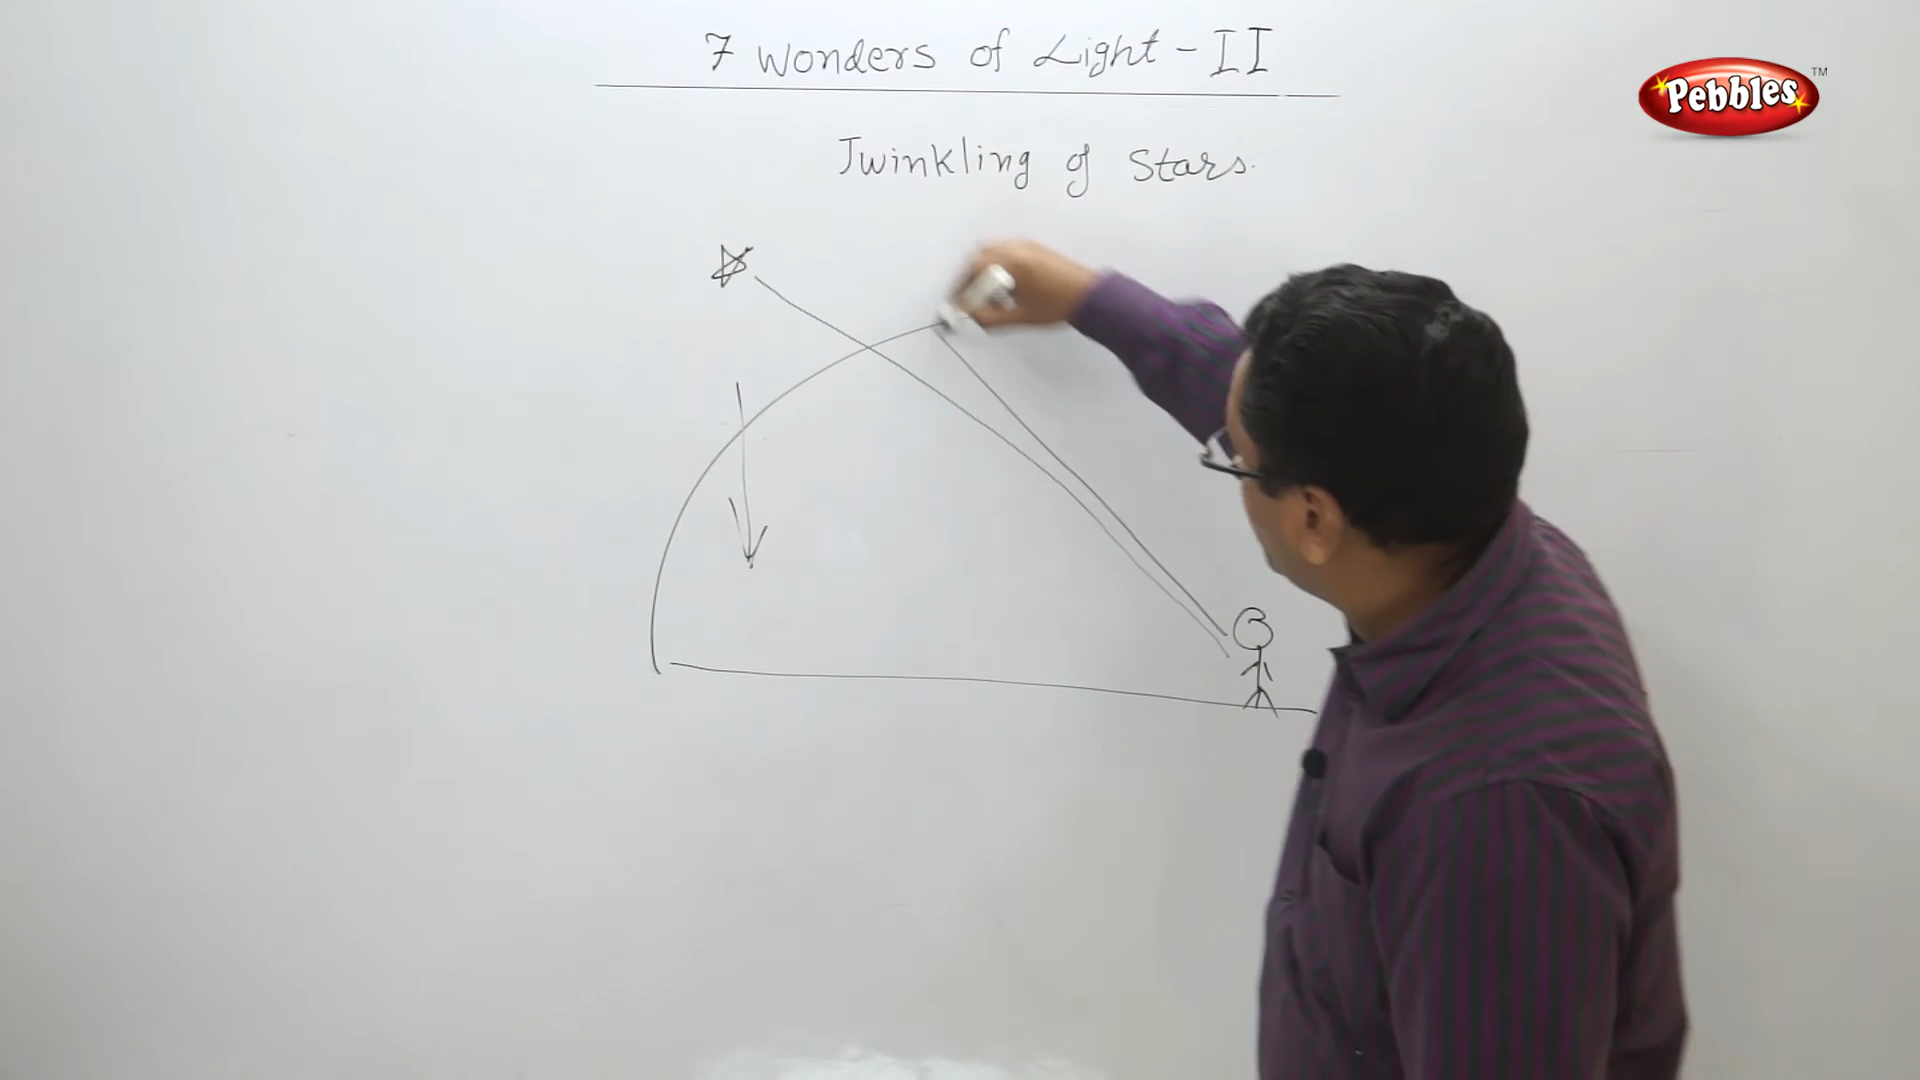 7 Wonders of Light - II
Pebbles TM
Twinkling of Stars.